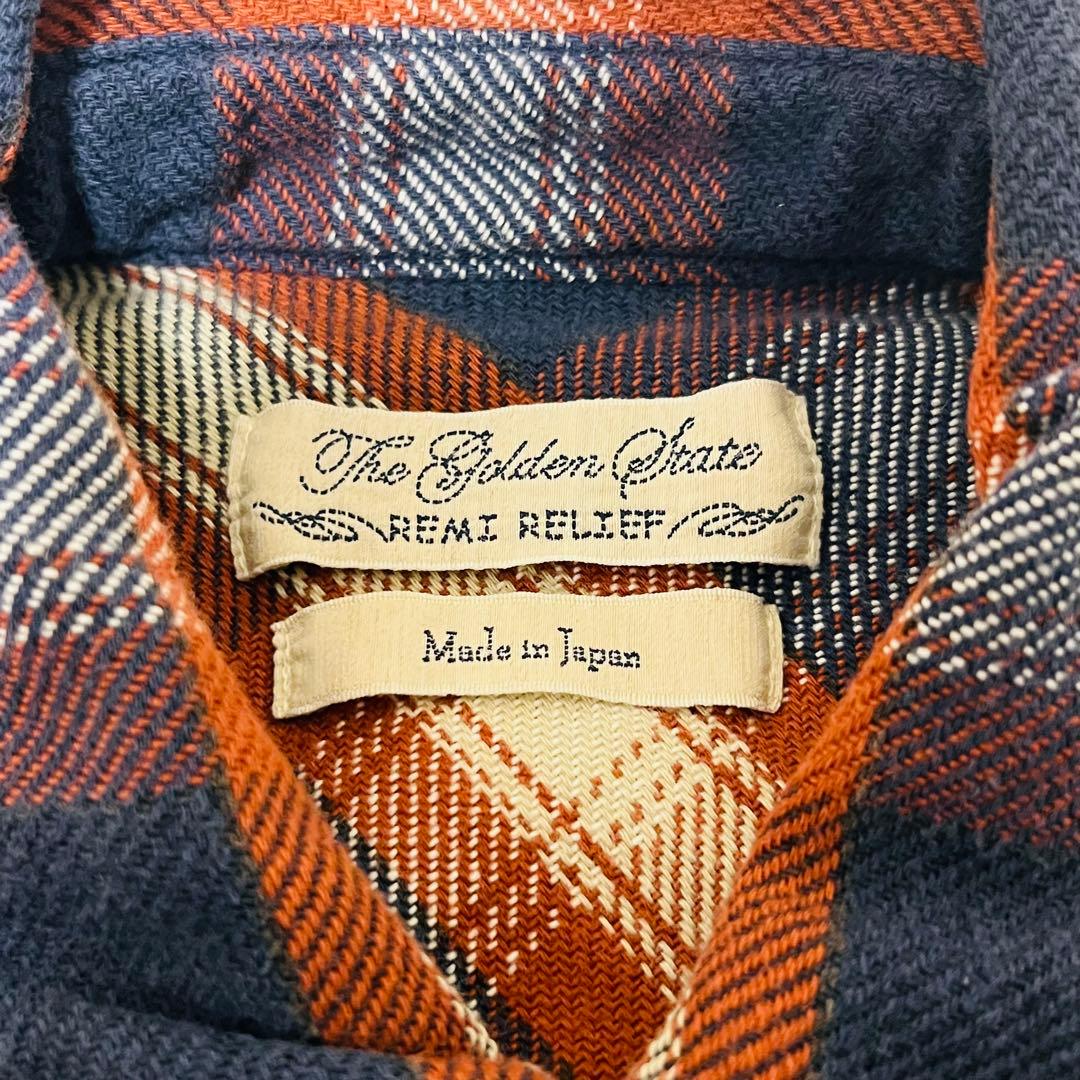 The Golden State
REMI RELIEF
Made in Japan